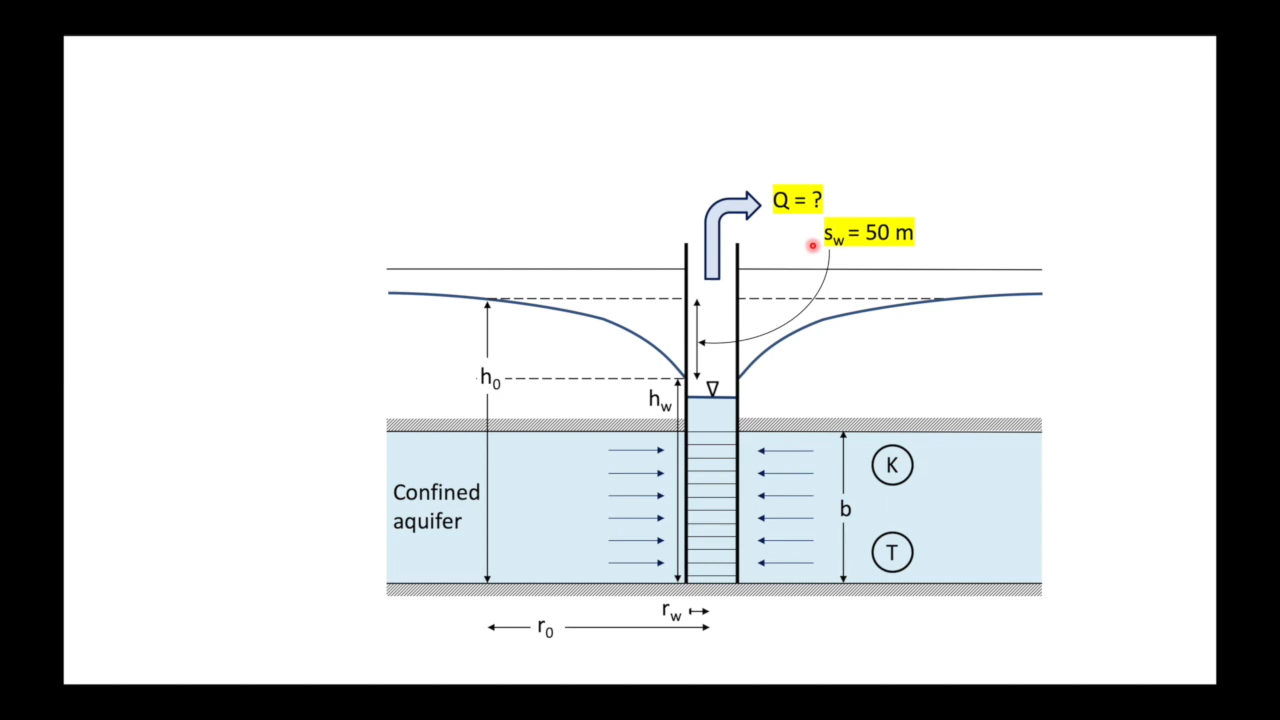 Q = ?
s_w = 50 m
h_0
h_w
K
Confined
aquifer
b
T
r_w
r_0